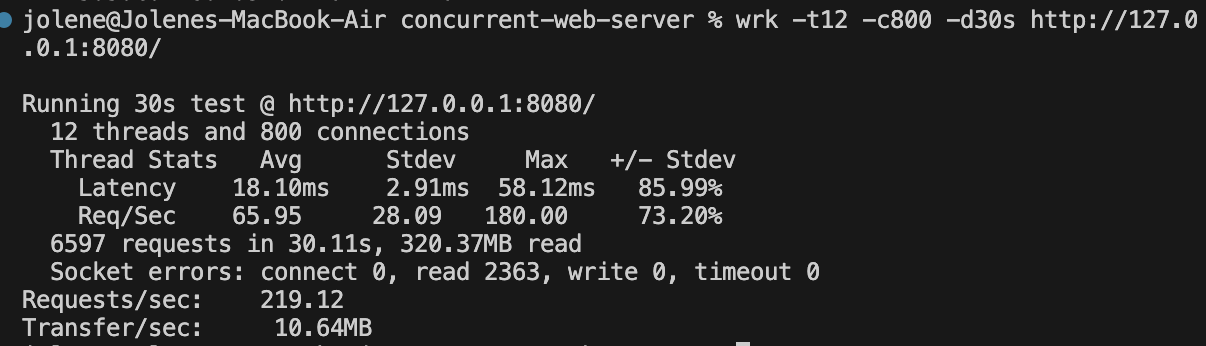 jolene@Jolenes-MacBook-Air concurrent-web-server % wrk -t12 -c800 -d30s http://127.0
.0.1:8080/
Running 30s test @ http://127.0.0.1:8080/
12 threads and 800 connections
Thread Stats Avg Stdev Max +/- Stdev
Latency 18.10ms 2.91ms 58.12ms 85.99%
Req/Sec 65.95 28.09 180.00 73.20%
6597 requests in 30.11s, 320.37MB read
Socket errors: connect 0, read 2363, write 0, timeout 0
Requests/sec: 219.12
Transfer/sec: 10.64MB